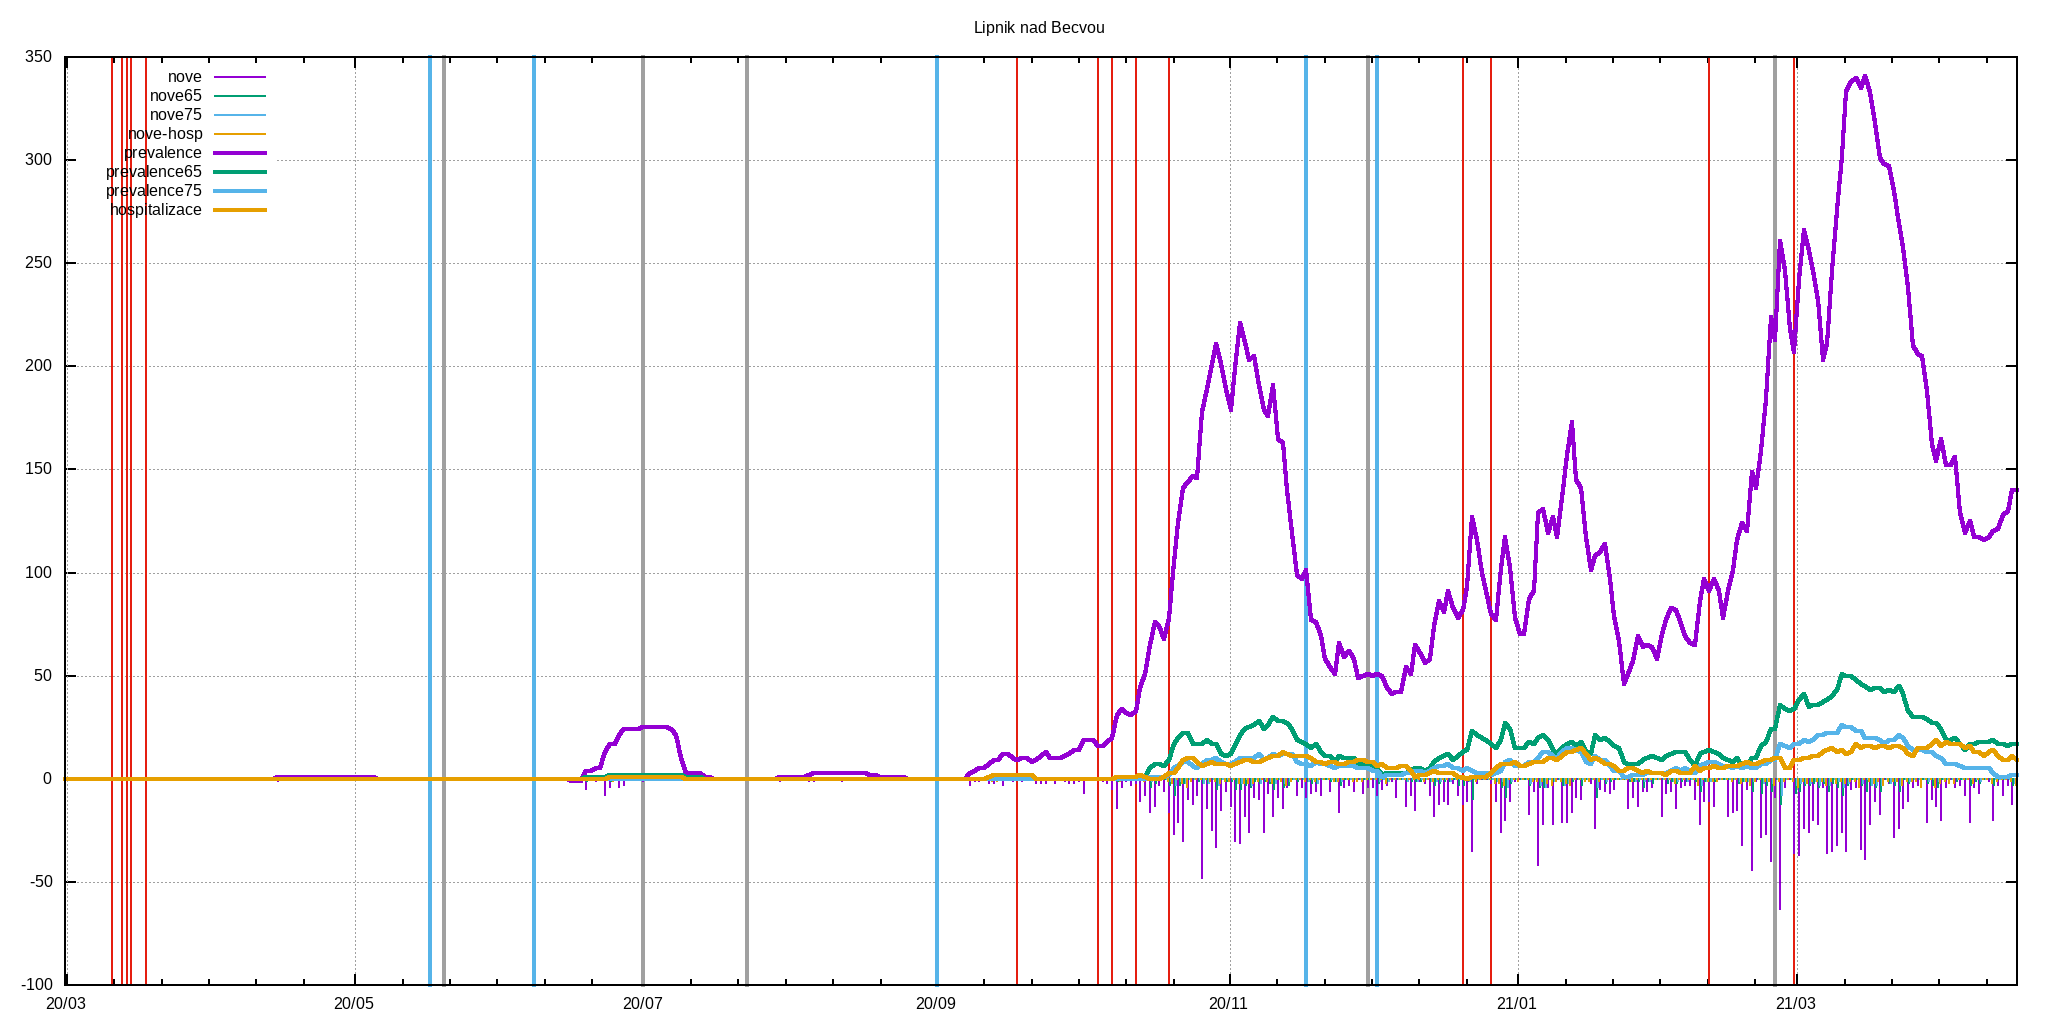 Lipnik nad Becvou
350
300
250
200
150
100
50
0
-50
-100
nove
nove65
nove75
nove-hosp
prevalence
prevalence65
prevalence75
hospitalizace
20/03 20/05 20/07 20/09 20/11 21/01 21/03